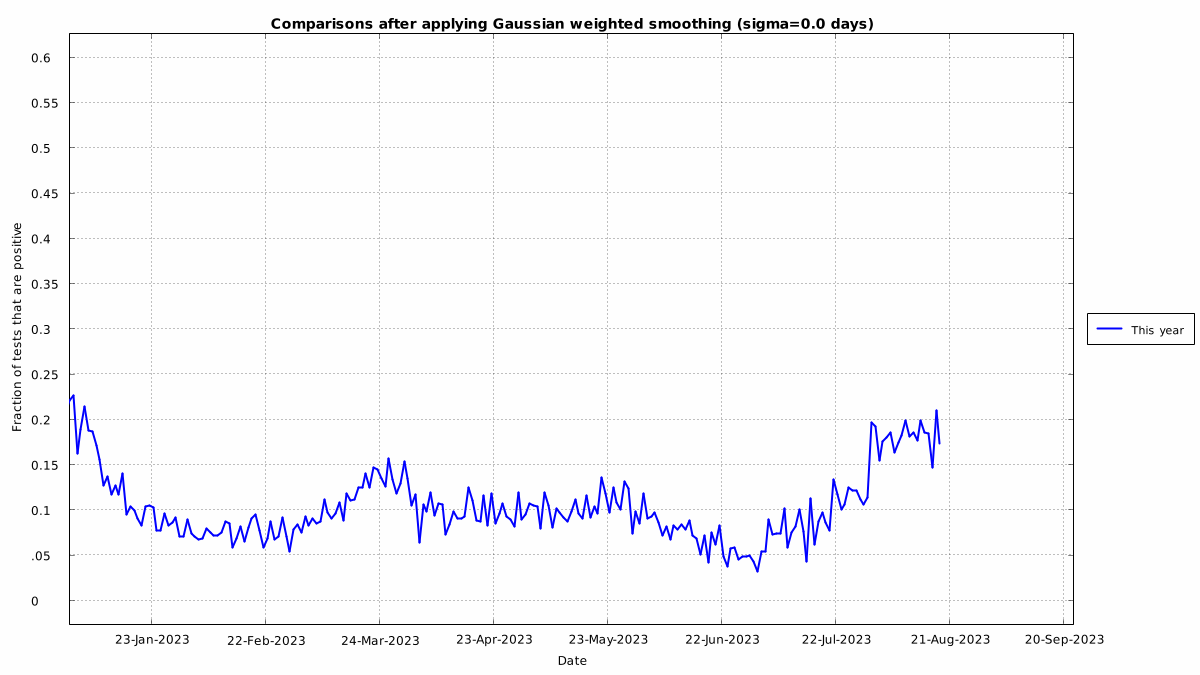 Comparisons after applying Gaussian weighted smoothing (sigma=0.0 days)
Fraction of tests that are positive
0.6
0.55
0.5
0.45
0.4
0.35
0.3
0.25
0.2
0.15
0.1
.05
0
This year
23-Jan-2023 22-Feb-2023 24-Mar-2023 23-Apr-2023 23-May-2023 22-Jun-2023 22-Jul-2023 21-Aug-2023 20-Sep-2023
Date